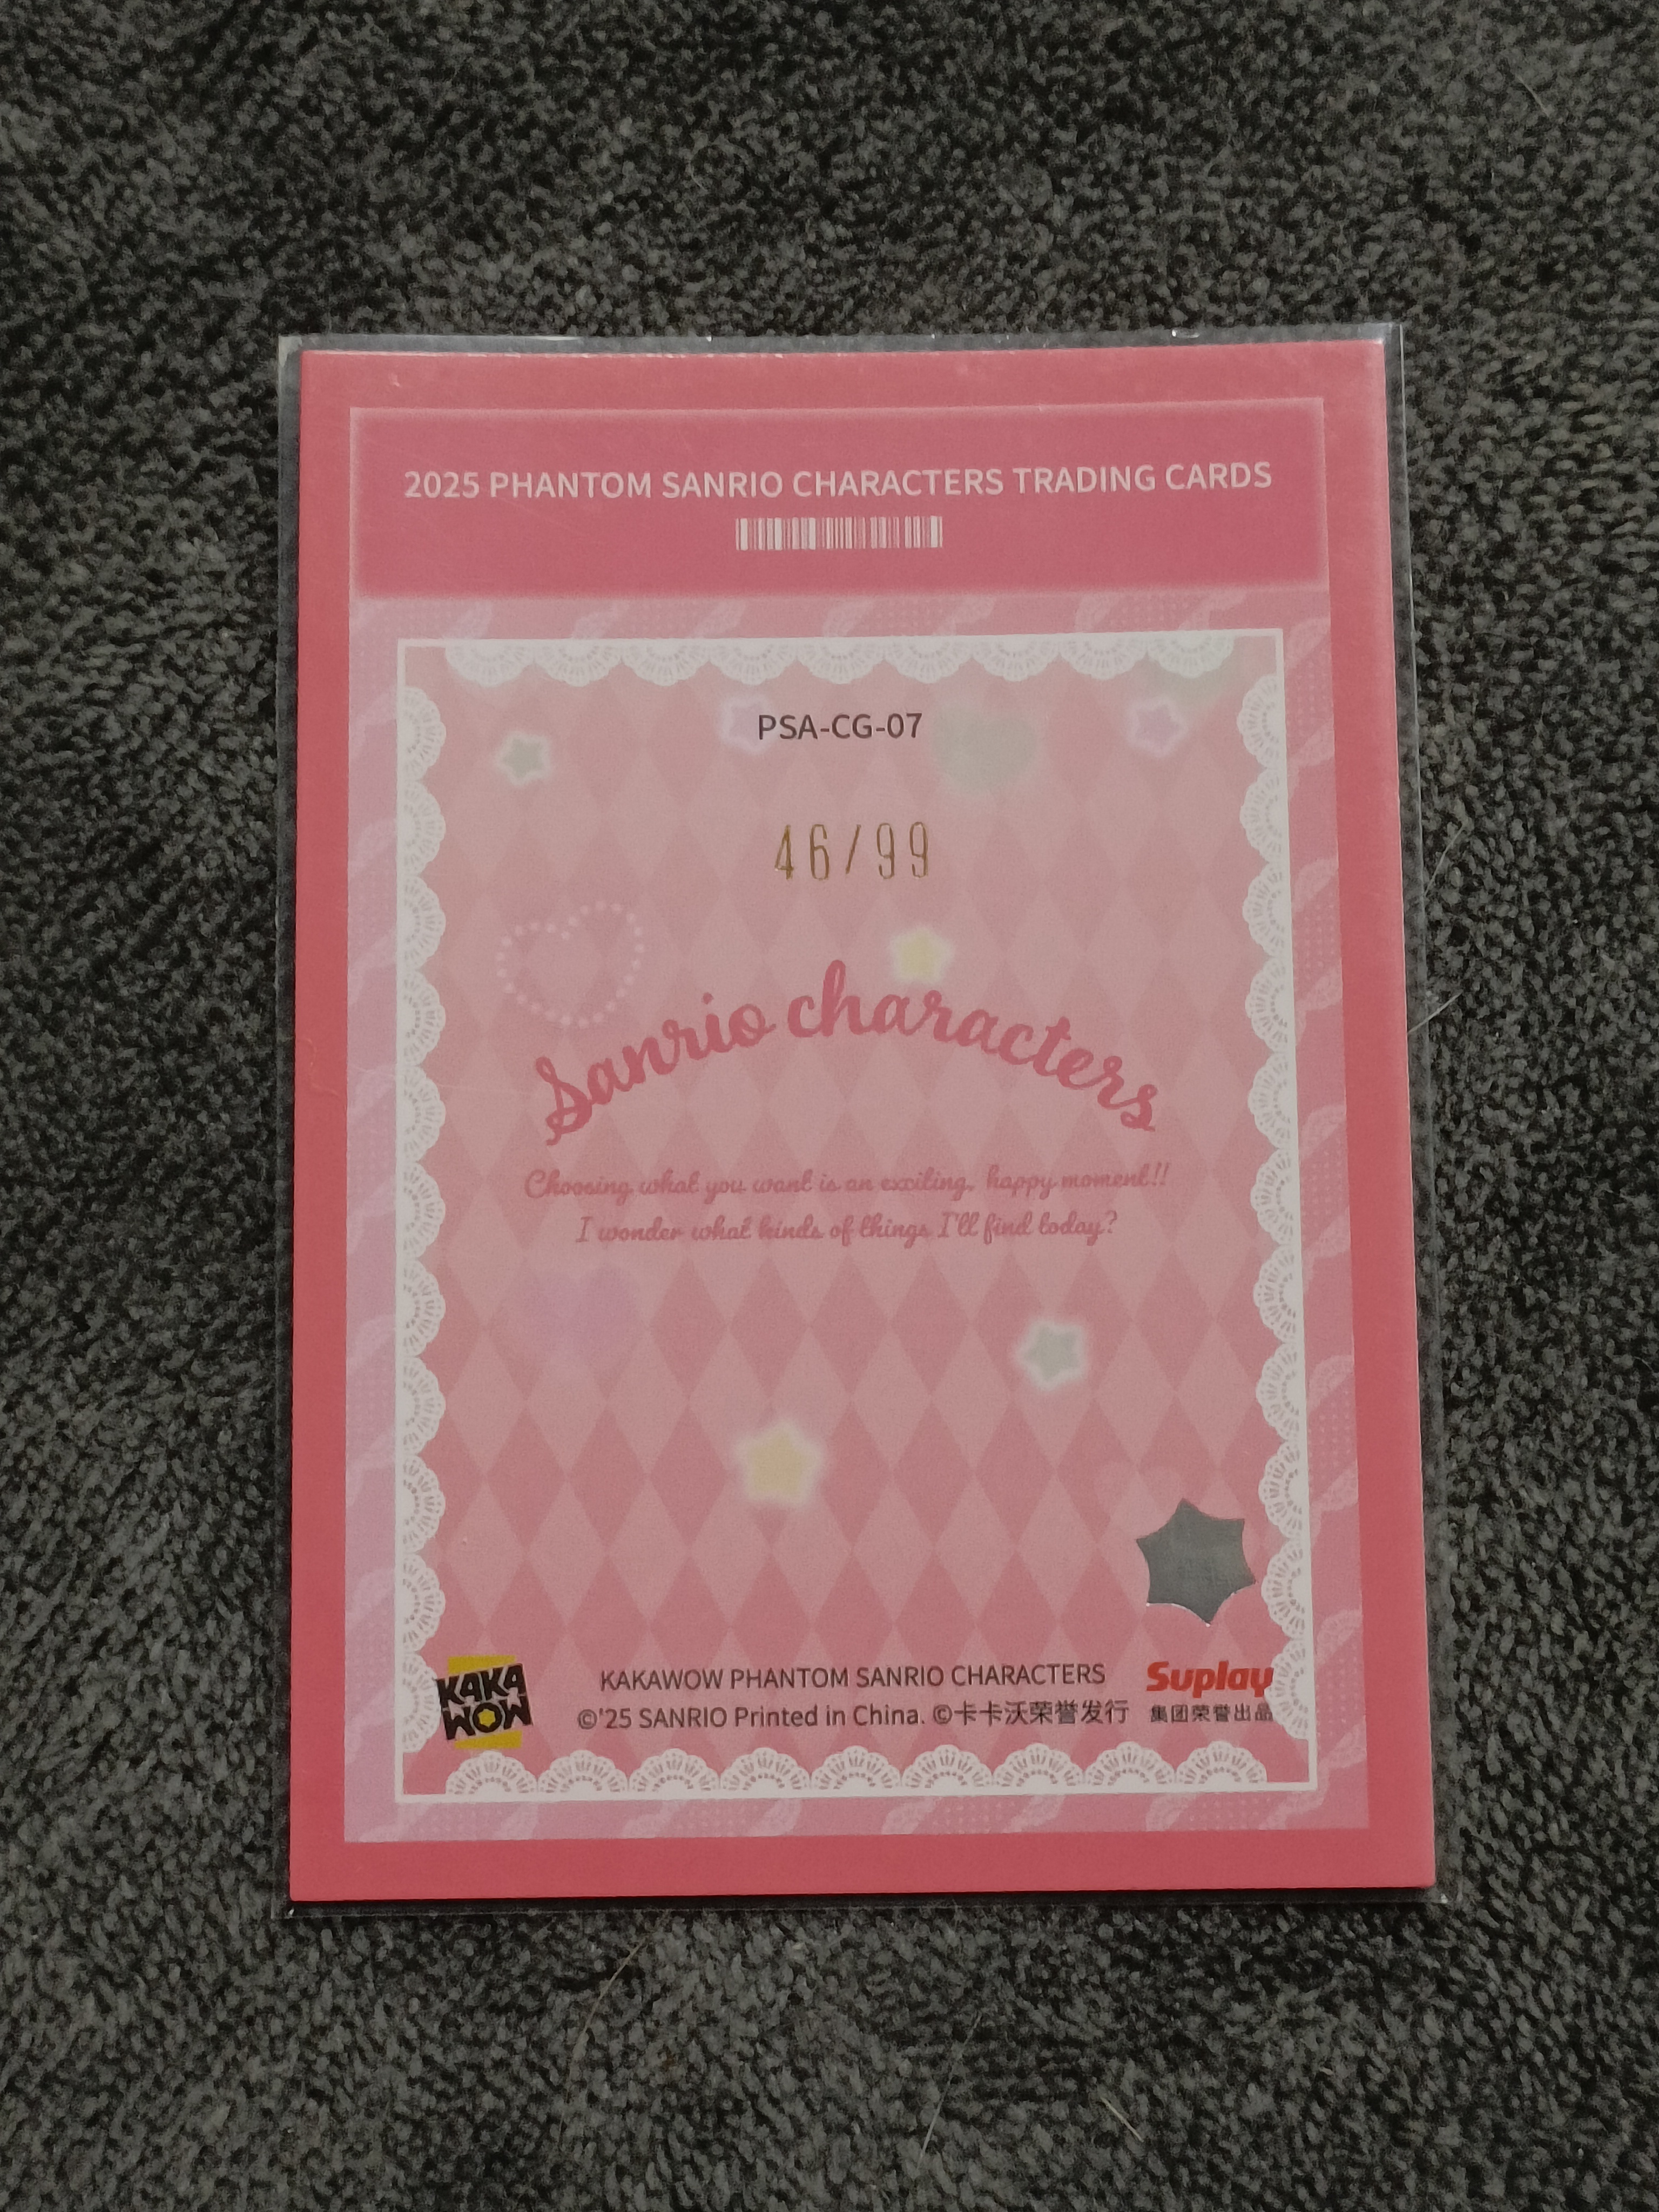 2025 PHANTOM SANRIO CHARACTERS TRADING CARDS
PSA-CG-07
46/99
Sanrio characters
Choosing what you want is an exciting, happy moment!!
I wonder what kinds of things I'll find today?
KAKA
WOW
KAKAWOW PHANTOM SANRIO CHARACTERS
©'25 SANRIO Printed in China. ©卡卡沃荣誉发行
Suplay
集团荣誉出品